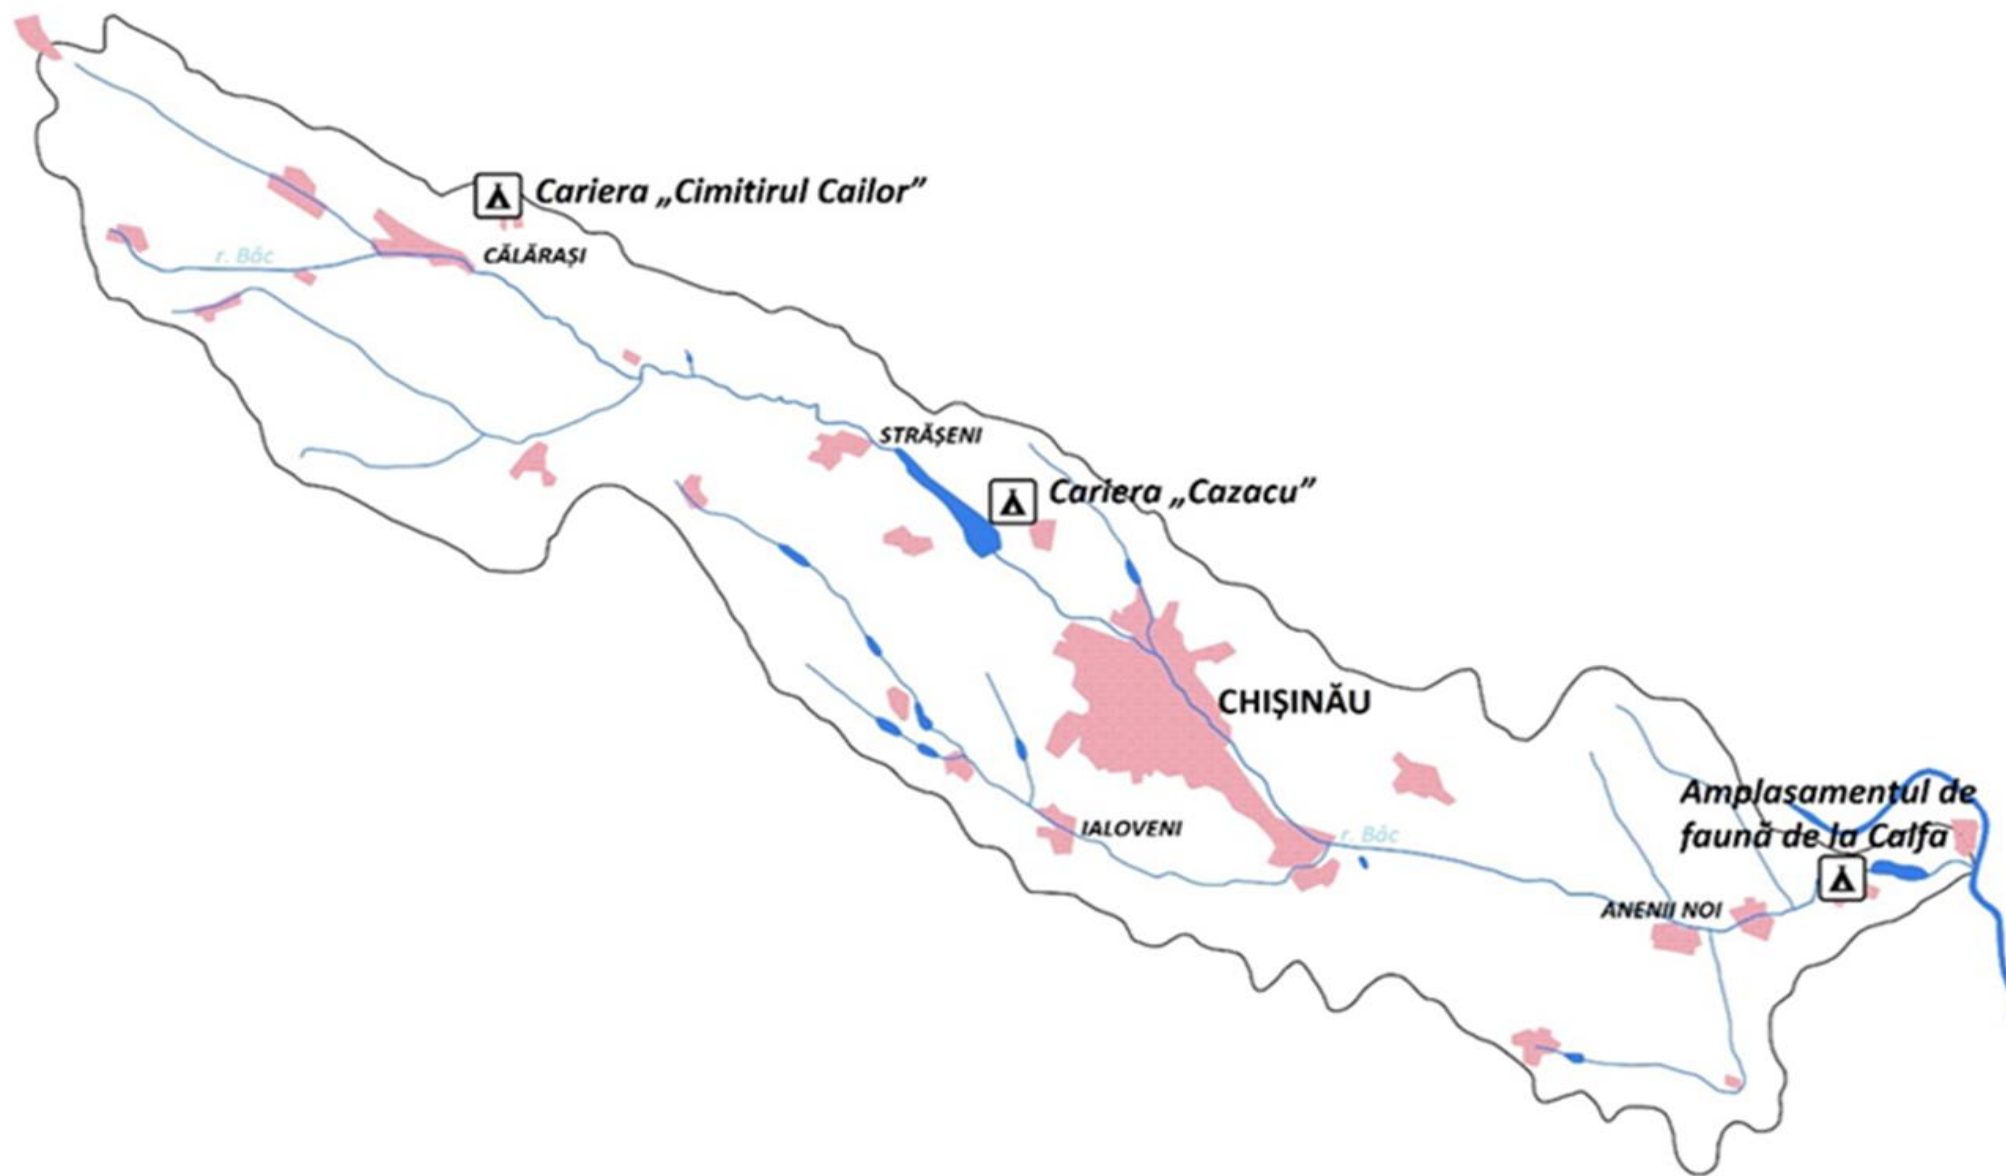 Cariera „Cimitirul Cailor”
CĂLĂRAȘI
r. Bâc
STRĂȘENI
Cariera „Cazacu”
CHIȘINĂU
Amplasamentul de
faună de la Calfa
IALOVENI
r. Bâc
ANENII NOI